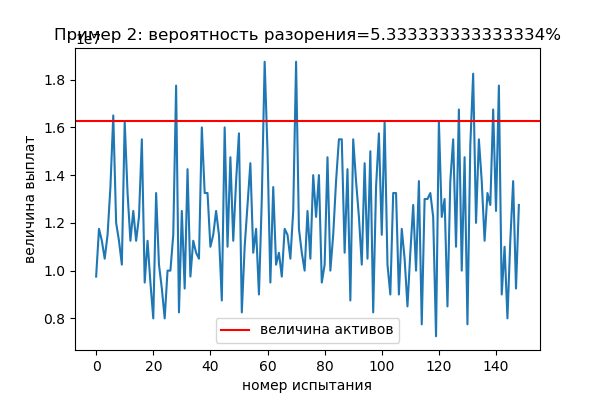 Пример 2: вероятность разорения=5.333333333333334%
1e7
1.8
1.6
1.4
1.2
1.0
0.8
величина выплат
величина активов
0 20 40 60 80 100 120 140
номер испытания